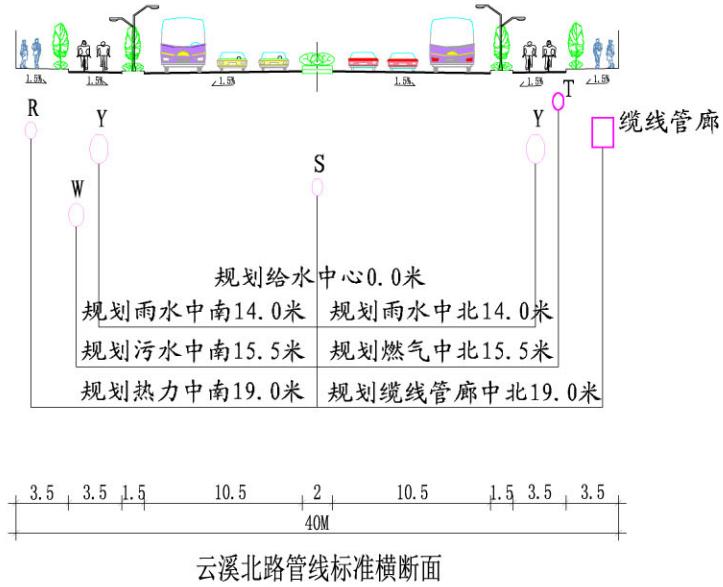 1.5% 1.5% 1.5% 1.5% 1.5% 1.5%
R Y T 缆线管廊
Y
W S
规划给水中心0.0米
规划雨水中南14.0米 规划雨水中北14.0米
规划污水中南15.5米 规划燃气中北15.5米
规划热力中南19.0米 规划缆线管廊中北19.0米
3.5 3.5 1.5 10.5 2 10.5 1.5 3.5 3.5
40M
云溪北路管线标准横断面